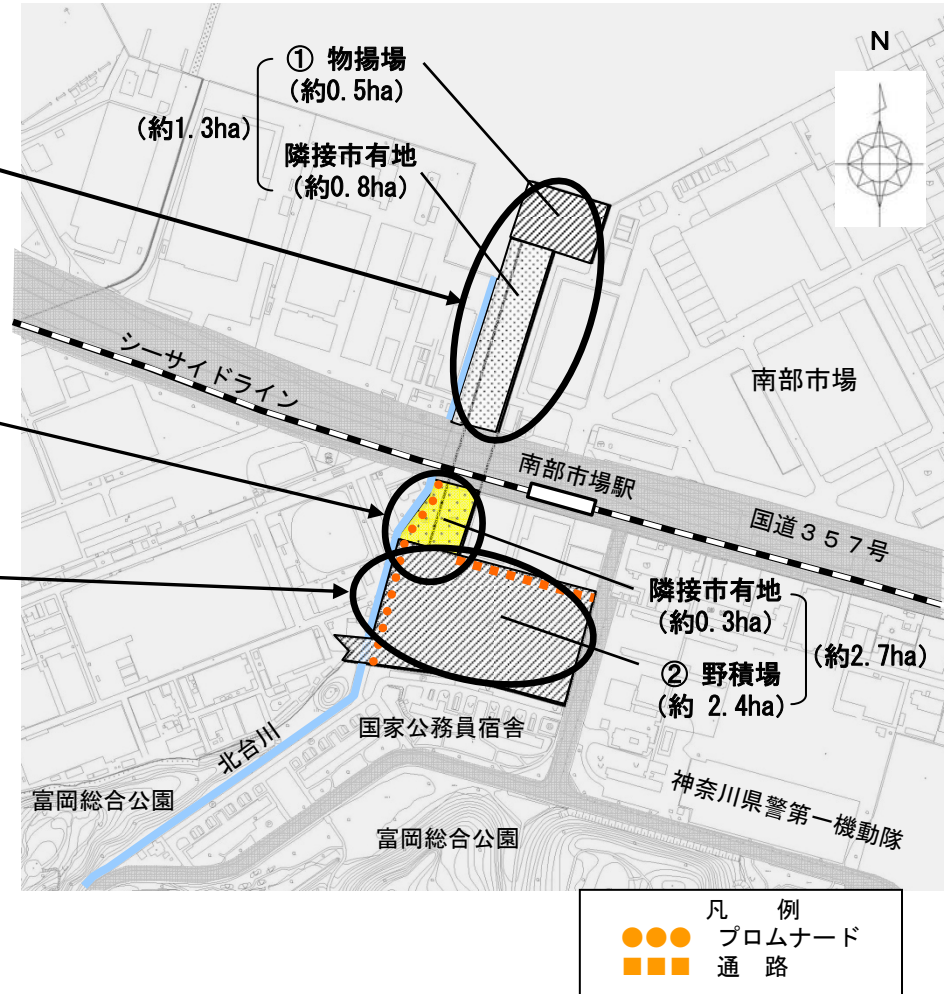 ① 物揚場
(約0.5ha)
(約1.3ha)
隣接市有地
(約0.8ha)
N
シーサイドライン
南部市場
南部市場駅
国道３５７号
隣接市有地
(約0.3ha)
(約2.7ha)
② 野積場
(約 2.4ha)
国家公務員宿舎
北台川
富岡総合公園
神奈川県警第一機動隊
富岡総合公園
凡 例
プロムナード
通 路